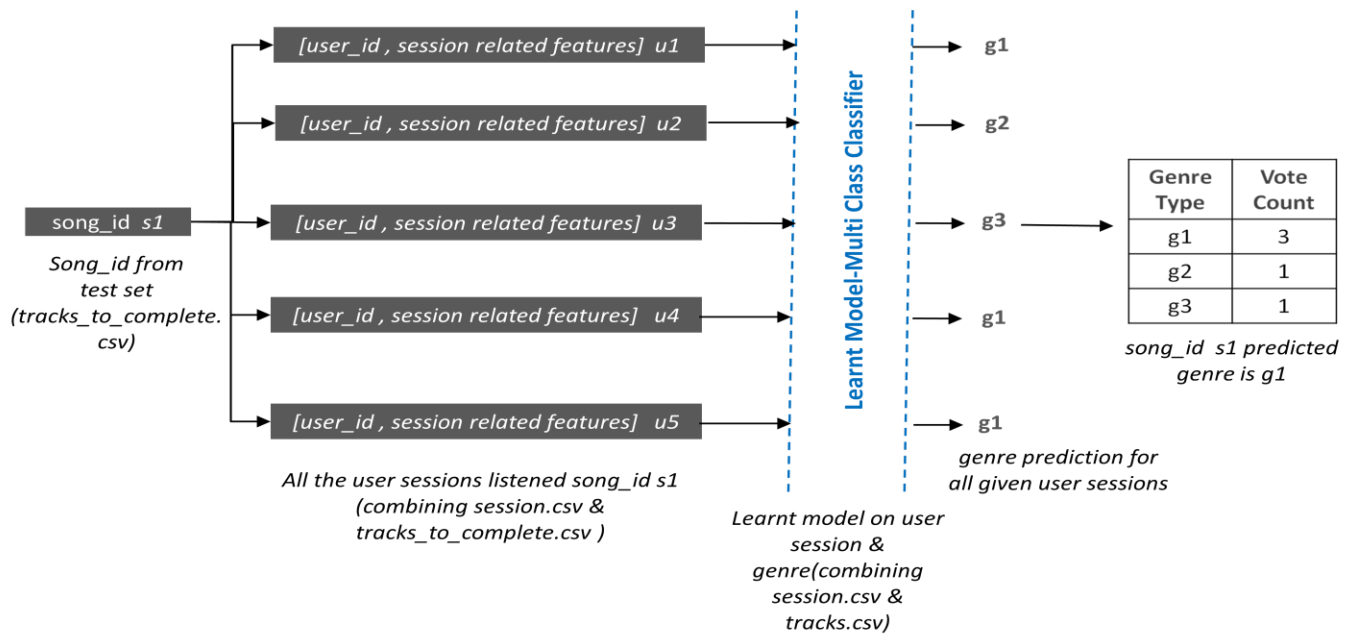 song_id s1
Song_id from
test set
(tracks_to_complete.
csv)
[user_id , session related features] u1
[user_id , session related features] u2
[user_id , session related features] u3
[user_id , session related features] u4
[user_id , session related features] u5
All the user sessions listened song_id s1
(combining session.csv &
tracks_to_complete.csv )
Learnt Model-Multi Class Classifier
Learnt model on user
session &
genre(combining
session.csv &
tracks.csv)
g1
g2
g3
g1
g1
genre prediction for
all given user sessions
Genre Type Vote Count
g1 3
g2 1
g3 1
song_id s1 predicted
genre is g1